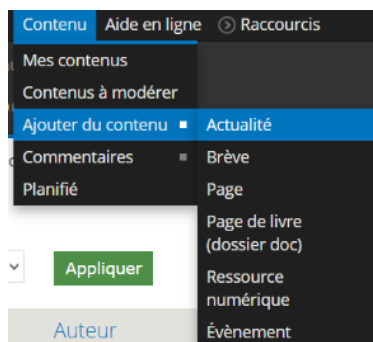 Contenu Aide en ligne Raccourcis
Mes contenus
Contenus à modérer
Ajouter du contenu
Commentaires
Planifié
Actualité
Brève
Page
Page de livre
(dossier doc)
Ressource
numérique
Évènement
Appliquer
Auteur